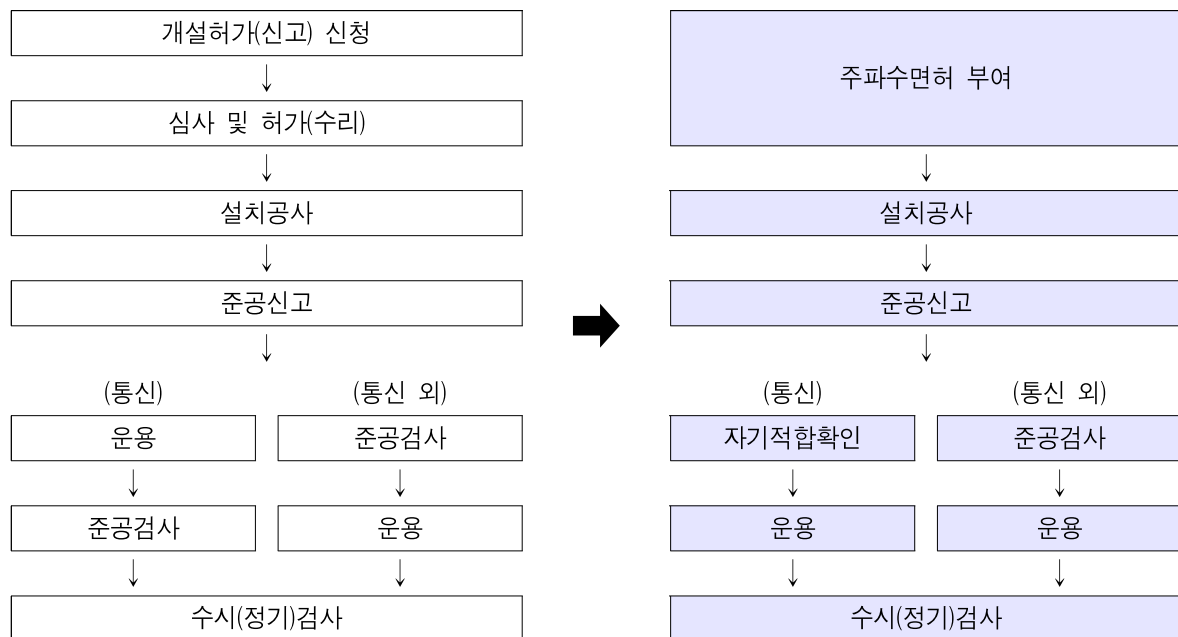 개설허가(신고) 신청
심사 및 허가(수리)
설치공사
준공신고
(통신) (통신 외)
운용 준공검사
준공검사 운용
수시(정기)검사
주파수면허 부여
설치공사
준공신고
(통신) (통신 외)
자기적합확인 준공검사
운용 운용
수시(정기)검사